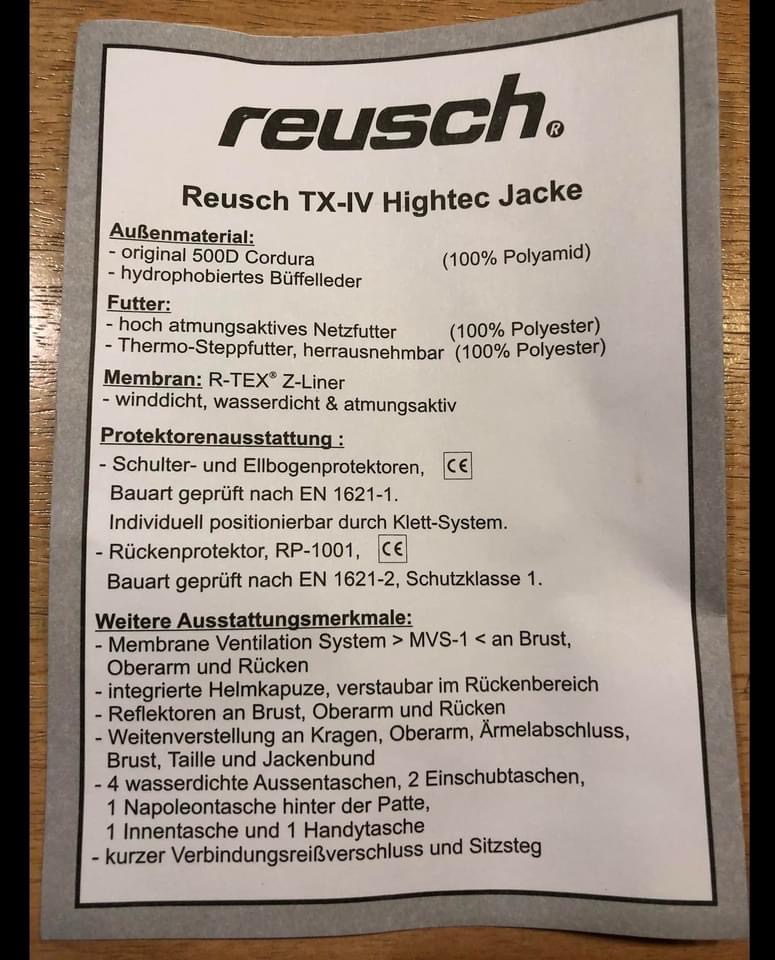 reusch®
Reusch TX-IV Hightec Jacke
Außenmaterial:
- original 500D Cordura (100% Polyamid)
- hydrophobiertes Büffelleder
Futter:
- hoch atmungsaktives Netzfutter (100% Polyester)
- Thermo-Steppfutter, herrausnehmbar (100% Polyester)
Membran: R-TEX® Z-Liner
- winddicht, wasserdicht & atmungsaktiv
Protektorenausstattung :
- Schulter- und Ellbogenprotektoren, CE
Bauart geprüft nach EN 1621-1.
Individuell positionierbar durch Klett-System.
- Rückenprotektor, RP-1001, CE
Bauart geprüft nach EN 1621-2, Schutzklasse 1.
Weitere Ausstattungsmerkmale:
- Membrane Ventilation System > MVS-1 < an Brust,
Oberarm und Rücken
- integrierte Helmkapuze, verstaubar im Rückenbereich
- Reflektoren an Brust, Oberarm und Rücken
- Weitenverstellung an Kragen, Oberarm, Ärmelabschluss,
Brust, Taille und Jackenbund
- 4 wasserdichte Aussentaschen, 2 Einschubtaschen,
1 Napoleontasche hinter der Patte,
1 Innentasche und 1 Handytasche
- kurzer Verbindungsreißverschluss und Sitzsteg